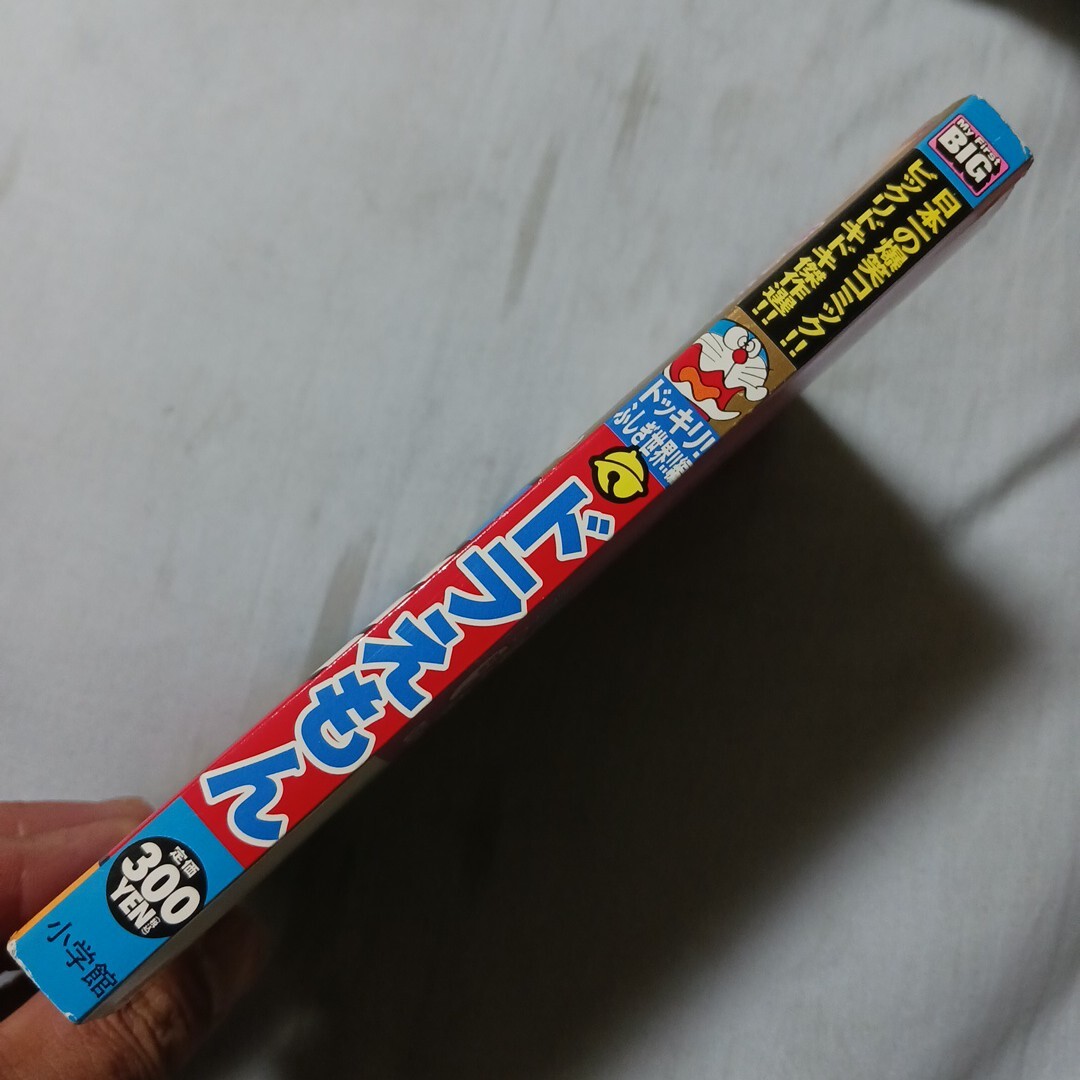 My First
BIG
日本一の爆笑コミック!!
ビックリドキドキ傑作選!!
ドッキリ!
ふしぎ世界!!編
ドラえもん
定価
300
YEN
小学館